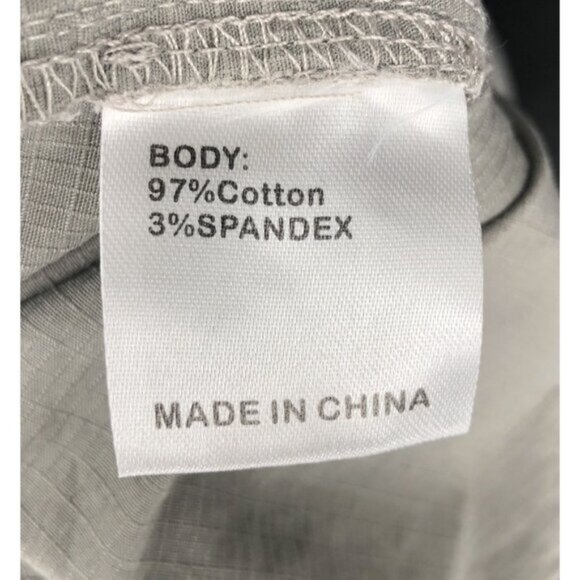 BODY:
97%Cotton
3%SPANDEX
MADE IN CHINA